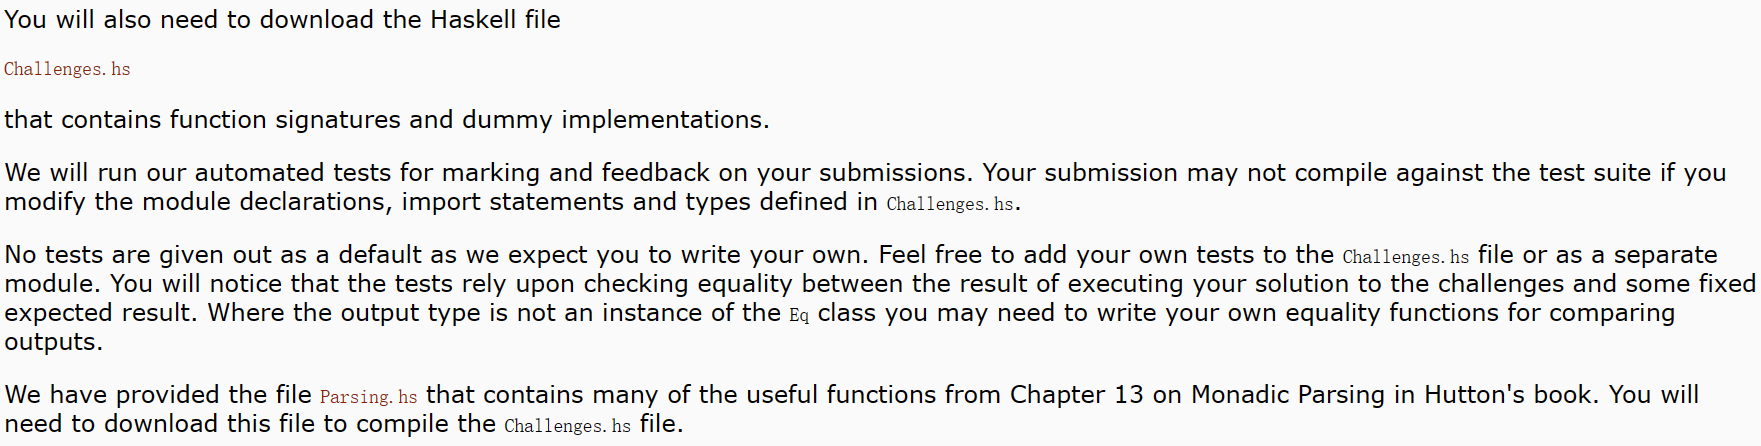 You will also need to download the Haskell file
Challenges.hs
that contains function signatures and dummy implementations.
We will run our automated tests for marking and feedback on your submissions. Your submission may not compile against the test suite if you
modify the module declarations, import statements and types defined in Challenges.hs.
No tests are given out as a default as we expect you to write your own. Feel free to add your own tests to the Challenges.hs file or as a separate
module. You will notice that the tests rely upon checking equality between the result of executing your solution to the challenges and some fixed
expected result. Where the output type is not an instance of the Eq class you may need to write your own equality functions for comparing
outputs.
We have provided the file Parsing.hs that contains many of the useful functions from Chapter 13 on Monadic Parsing in Hutton's book. You will
need to download this file to compile the Challenges.hs file.